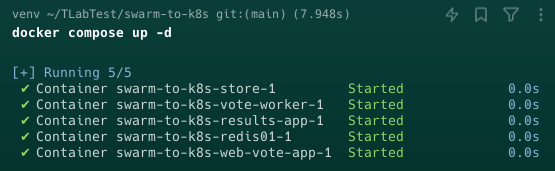 venv ~/TLabTest/swarm-to-k8s git:(main) (7.948s)
docker compose up -d
[+] Running 5/5
✔ Container swarm-to-k8s-store-1 Started 0.0s
✔ Container swarm-to-k8s-vote-worker-1 Started 0.0s
✔ Container swarm-to-k8s-results-app-1 Started 0.0s
✔ Container swarm-to-k8s-redis01-1 Started 0.0s
✔ Container swarm-to-k8s-web-vote-app-1 Started 0.0s